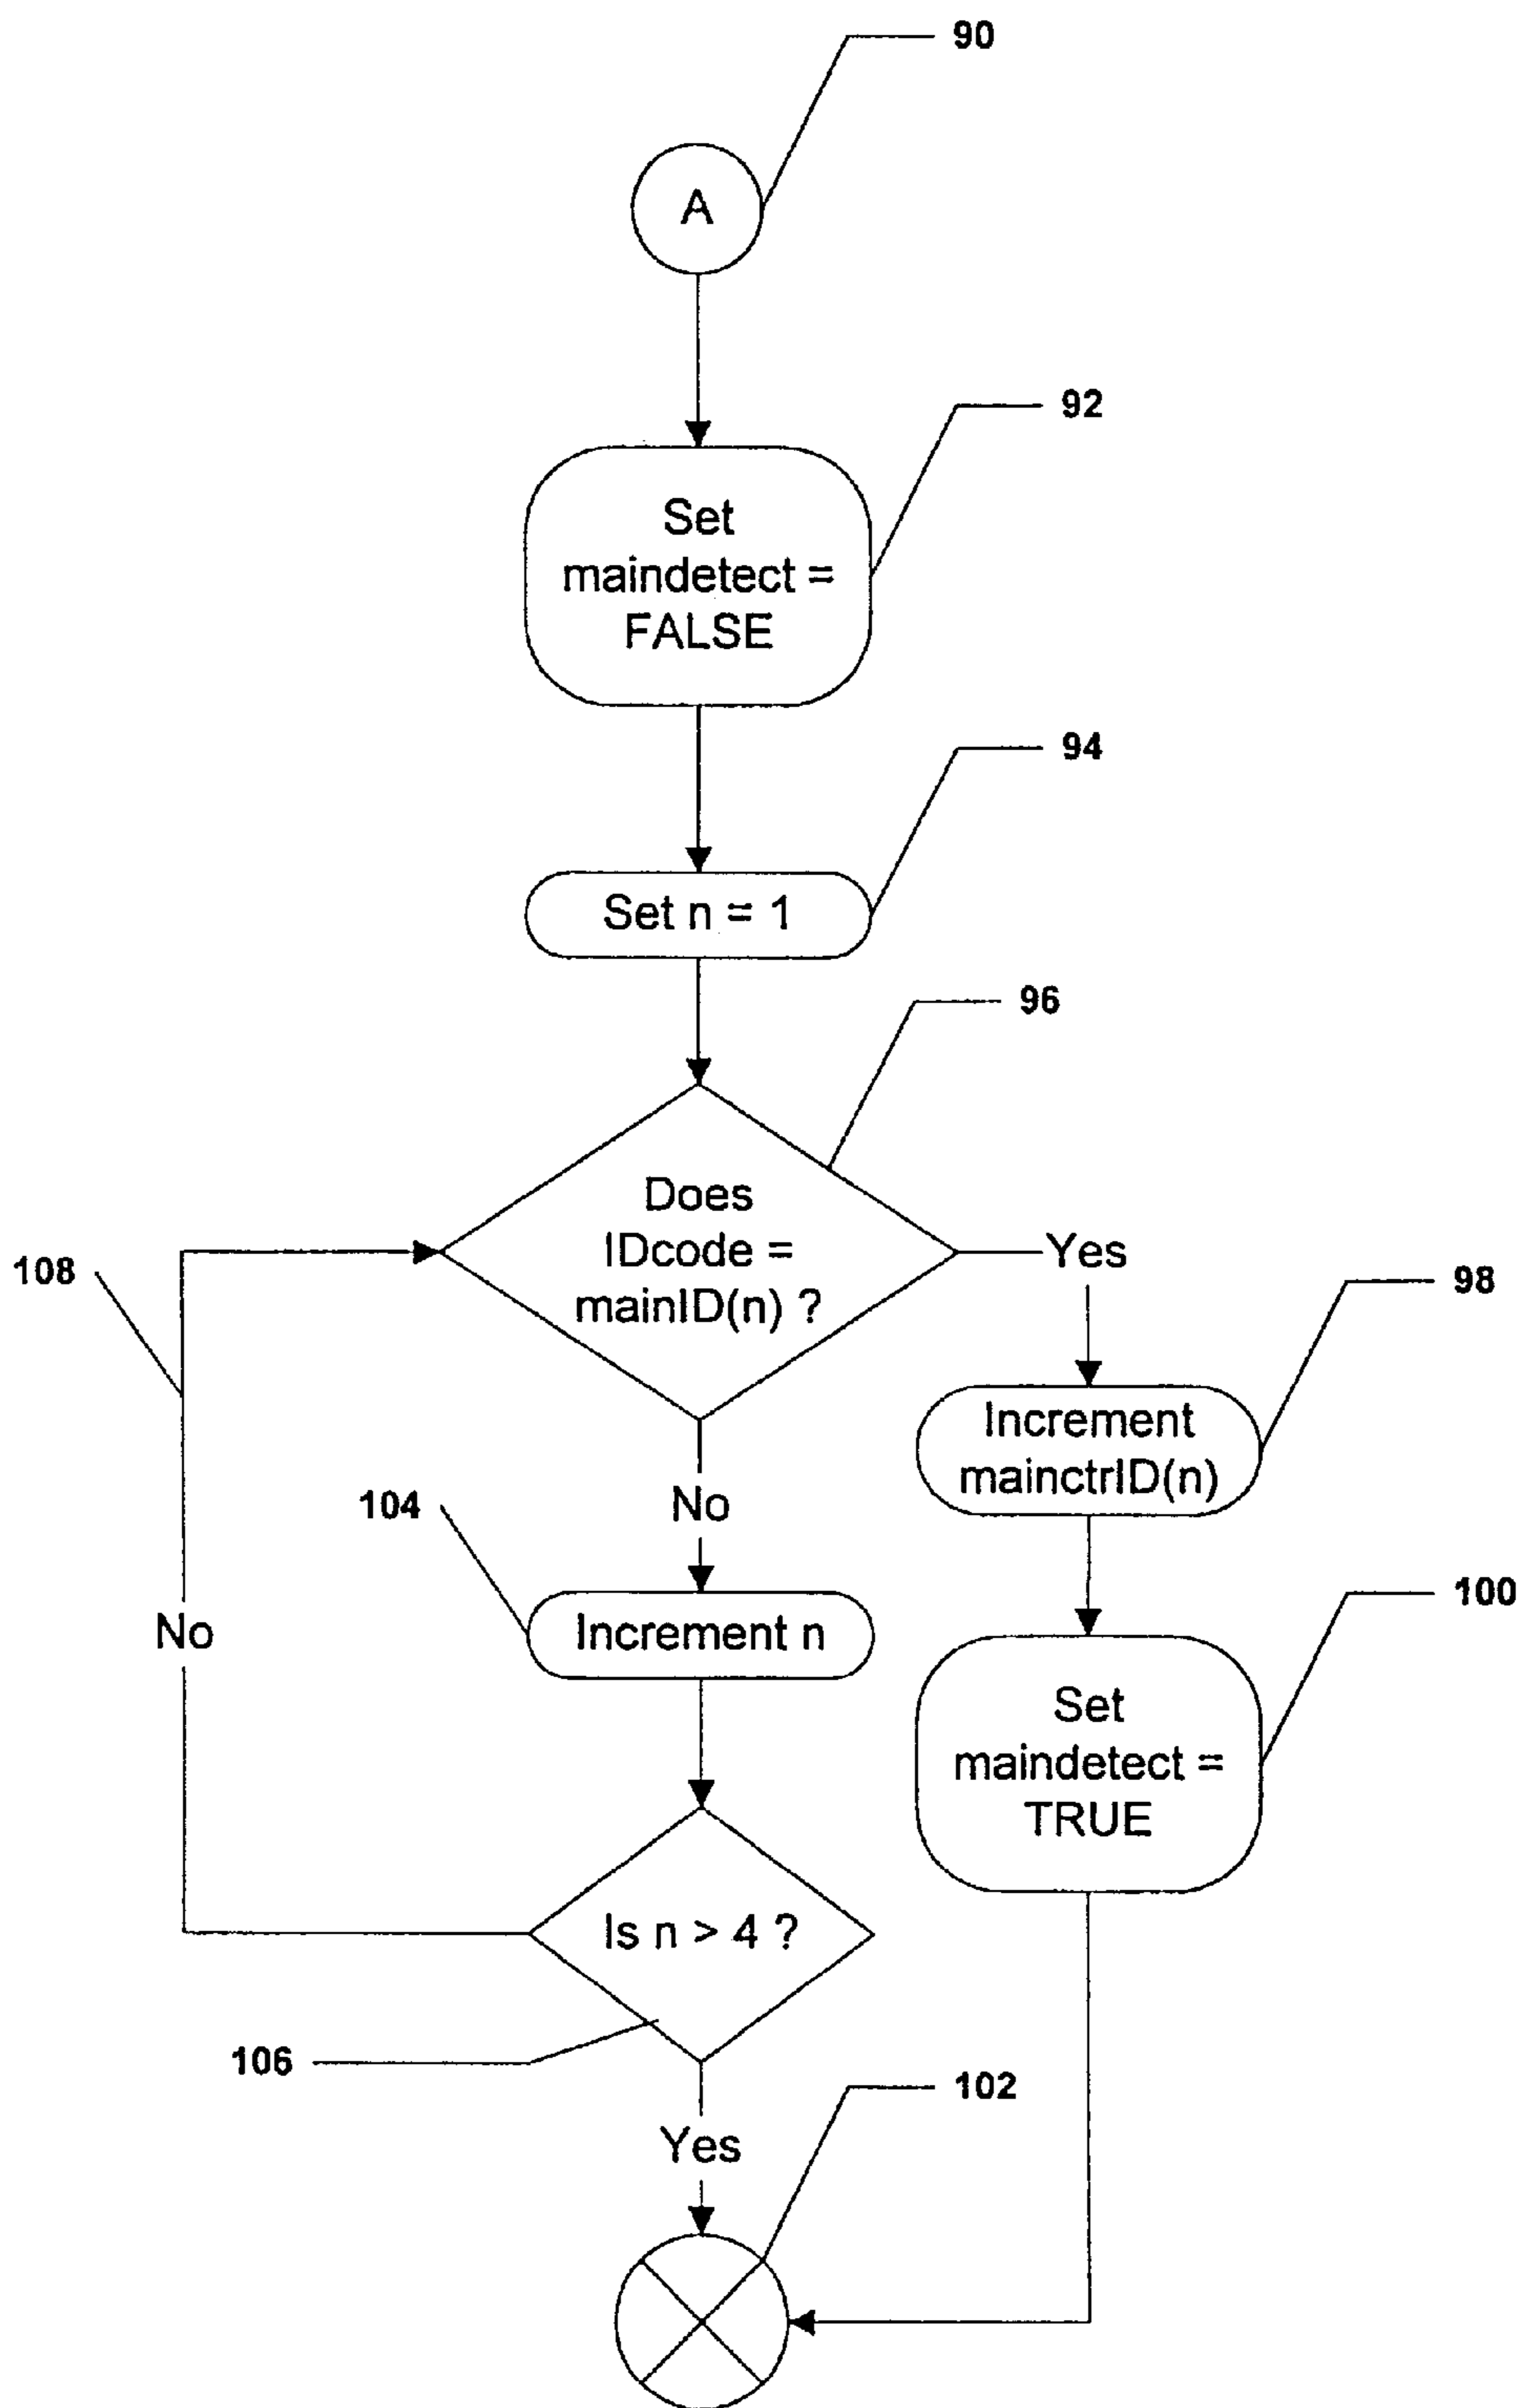 90
A
92
Set
maindetect =
FALSE
94
Set n = 1
96
Does
IDcode =
mainID(n) ?
Yes
108
98
Increment
mainctrID(n)
No
104
Increment n
100
No
Set
maindetect =
TRUE
Is n > 4 ?
106
102
Yes